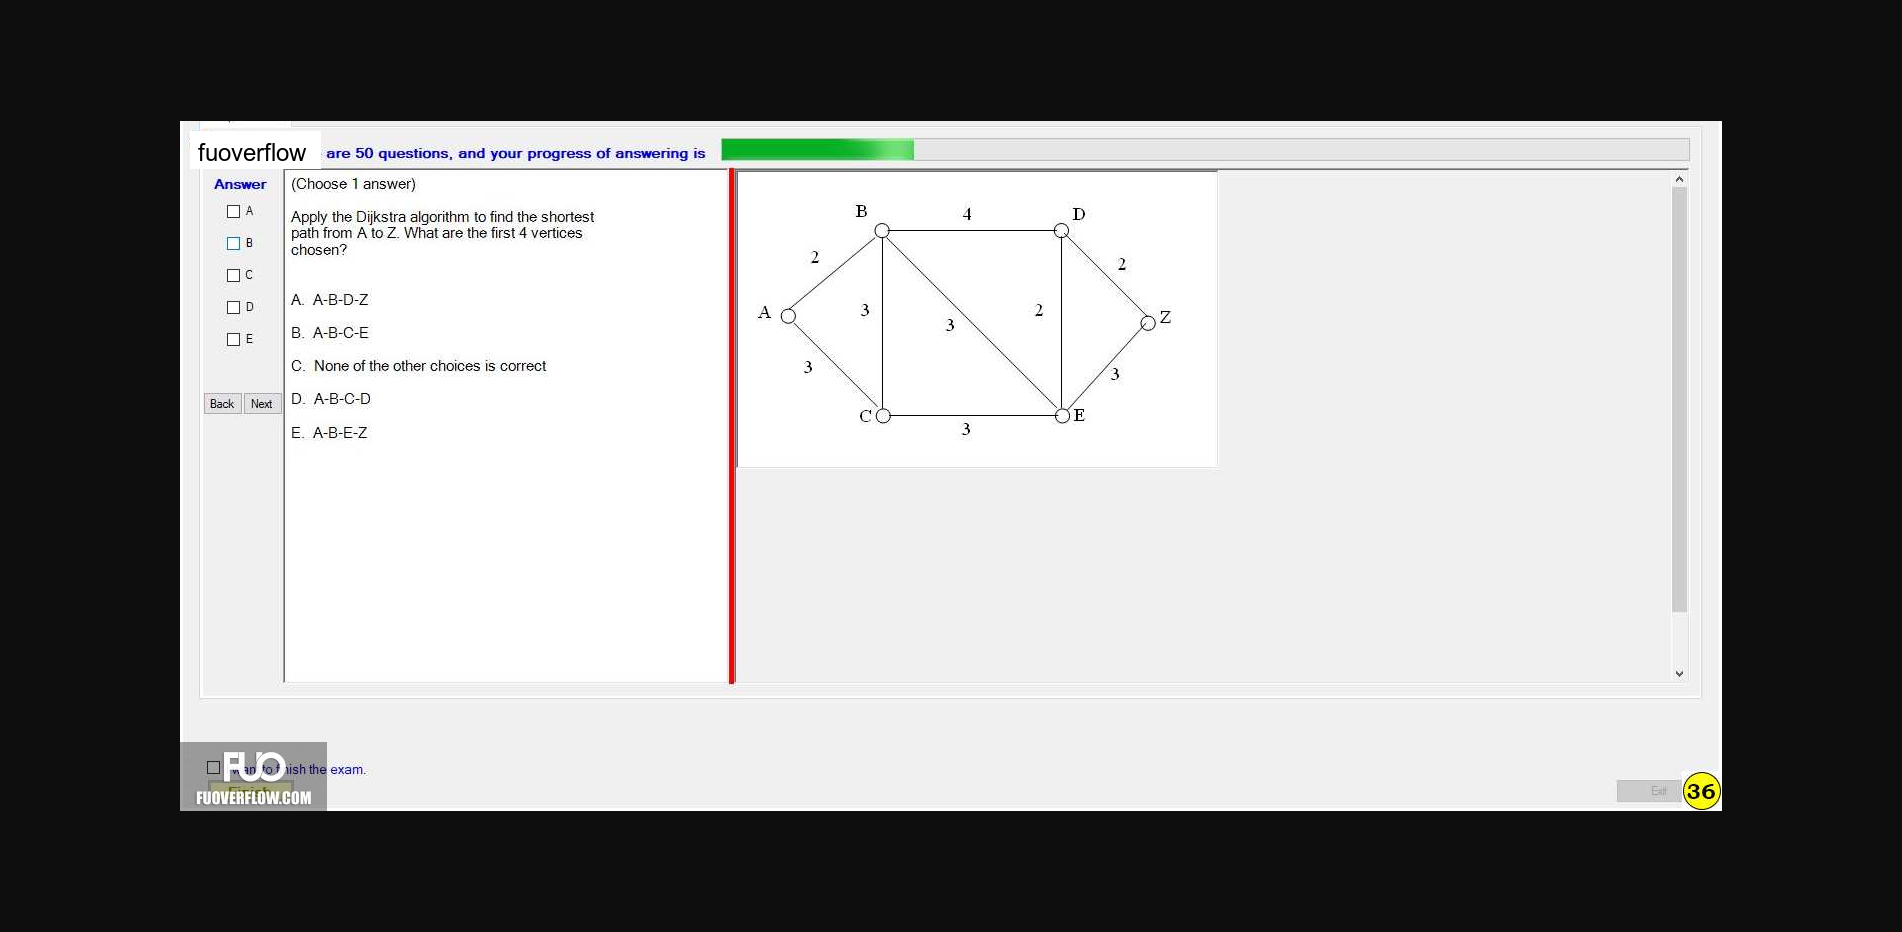 fuoverflow are 50 questions, and your progress of answering is
Answer
A
B
C
D
E
Back Next
(Choose 1 answer)
Apply the Dijkstra algorithm to find the shortest
path from A to Z. What are the first 4 vertices
chosen?
A. A-B-D-Z
B. A-B-C-E
C. None of the other choices is correct
D. A-B-C-D
E. A-B-E-Z
B 4 D
2 2
A 3 3 2 Z
3 3
C 3 E
FUO
to finish the exam.
Finish
FUOVERFLOW.COM
Exit 36